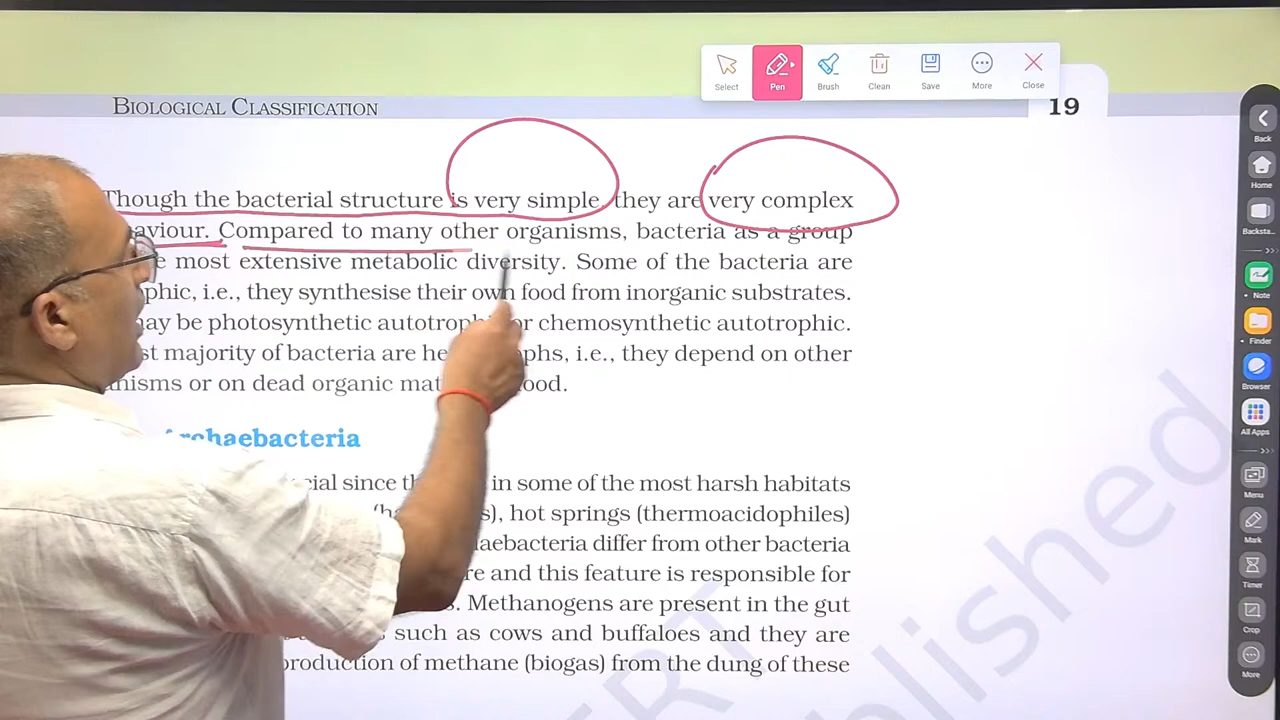 Select
Pen
Brush
Clean
Save
More
Close
BIOLOGICAL CLASSIFICATION
19
Though the bacterial structure is very simple, they are very complex
aviour. Compared to many other organisms, bacteria as a group
most extensive metabolic diversity. Some of the bacteria are
phic, i.e., they synthesise their own food from inorganic substrates.
may be photosynthetic autotroph or chemosynthetic autotrophic.
st majority of bacteria are he phs, i.e., they depend on other
nisms or on dead organic mat ood.
Archaebacteria
cial since th in some of the most harsh habitats
(ha s), hot springs (thermoacidophiles)
aebacteria differ from other bacteria
re and this feature is responsible for
s. Methanogens are present in the gut
such as cows and buffaloes and they are
production of methane (biogas) from the dung of these
Back
Home
Backsta..
Note
Finder
Browser
All Apps
Menu
Mark
Timer
Crop
More
RT
blished